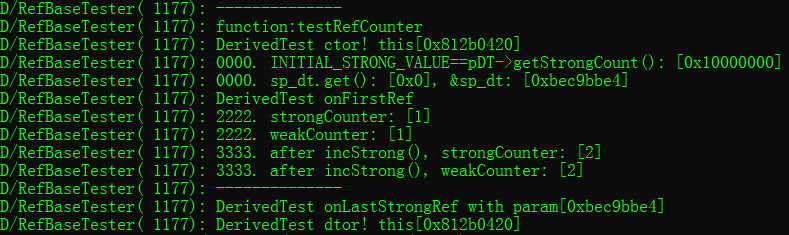 D/RefBaseTester( 1177): --------------
D/RefBaseTester( 1177): function:testRefCounter
D/RefBaseTester( 1177): DerivedTest ctor! this[0x812b0420]
D/RefBaseTester( 1177): 0000. INITIAL_STRONG_VALUE==pDT->getStrongCount(): [0x10000000]
D/RefBaseTester( 1177): 0000. sp_dt.get(): [0x0], &sp_dt: [0xbec9bbe4]
D/RefBaseTester( 1177): DerivedTest onFirstRef
D/RefBaseTester( 1177): 2222. strongCounter: [1]
D/RefBaseTester( 1177): 2222. weakCounter: [1]
D/RefBaseTester( 1177): 3333. after incStrong(), strongCounter: [2]
D/RefBaseTester( 1177): 3333. after incStrong(), weakCounter: [2]
D/RefBaseTester( 1177): --------------
D/RefBaseTester( 1177): DerivedTest onLastStrongRef with param[0xbec9bbe4]
D/RefBaseTester( 1177): DerivedTest dtor! this[0x812b0420]